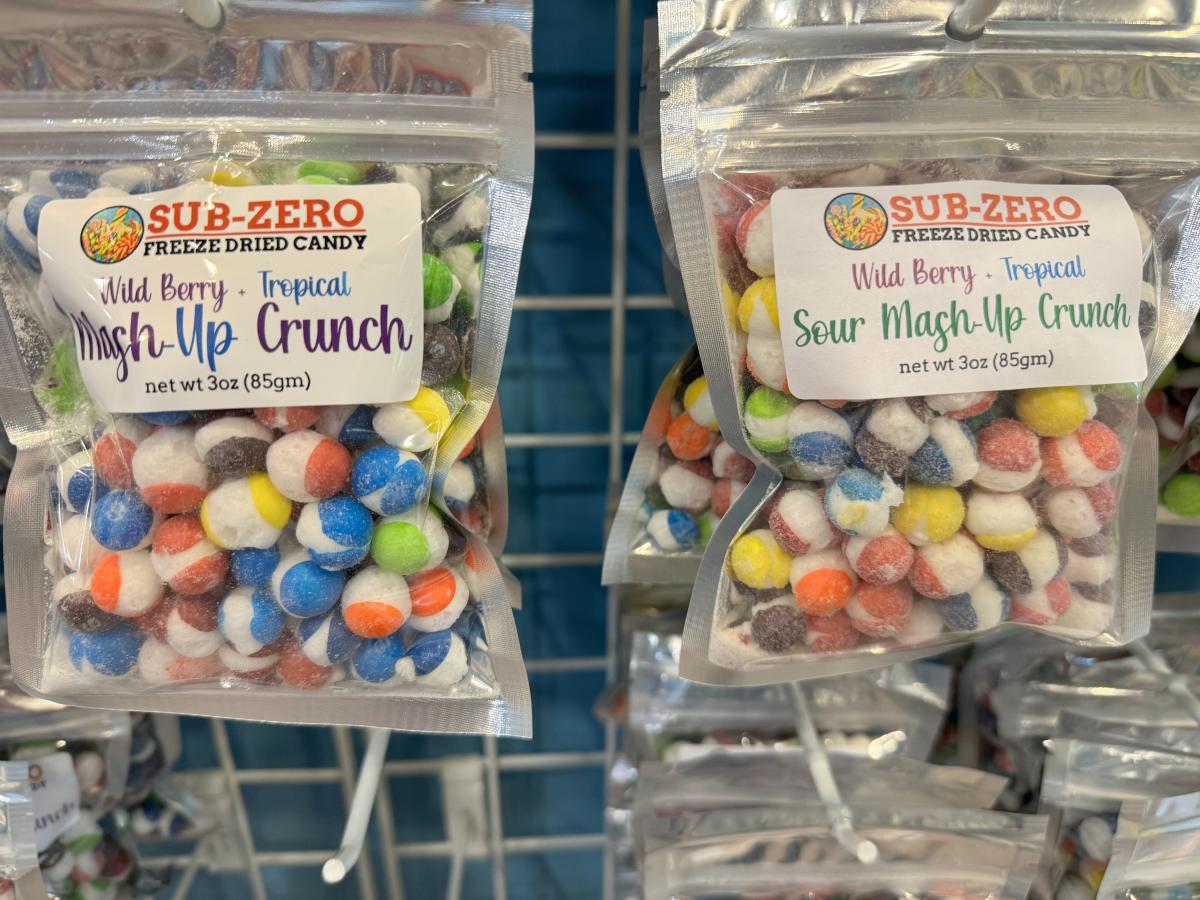 SUB-ZERO
FREEZE DRIED CANDY
Wild Berry + Tropical
Mash-Up Crunch
net wt 3oz (85gm)
SUB-ZERO
FREEZE DRIED CANDY
Wild Berry + Tropical
Sour Mash-Up Crunch
net wt 3oz (85gm)